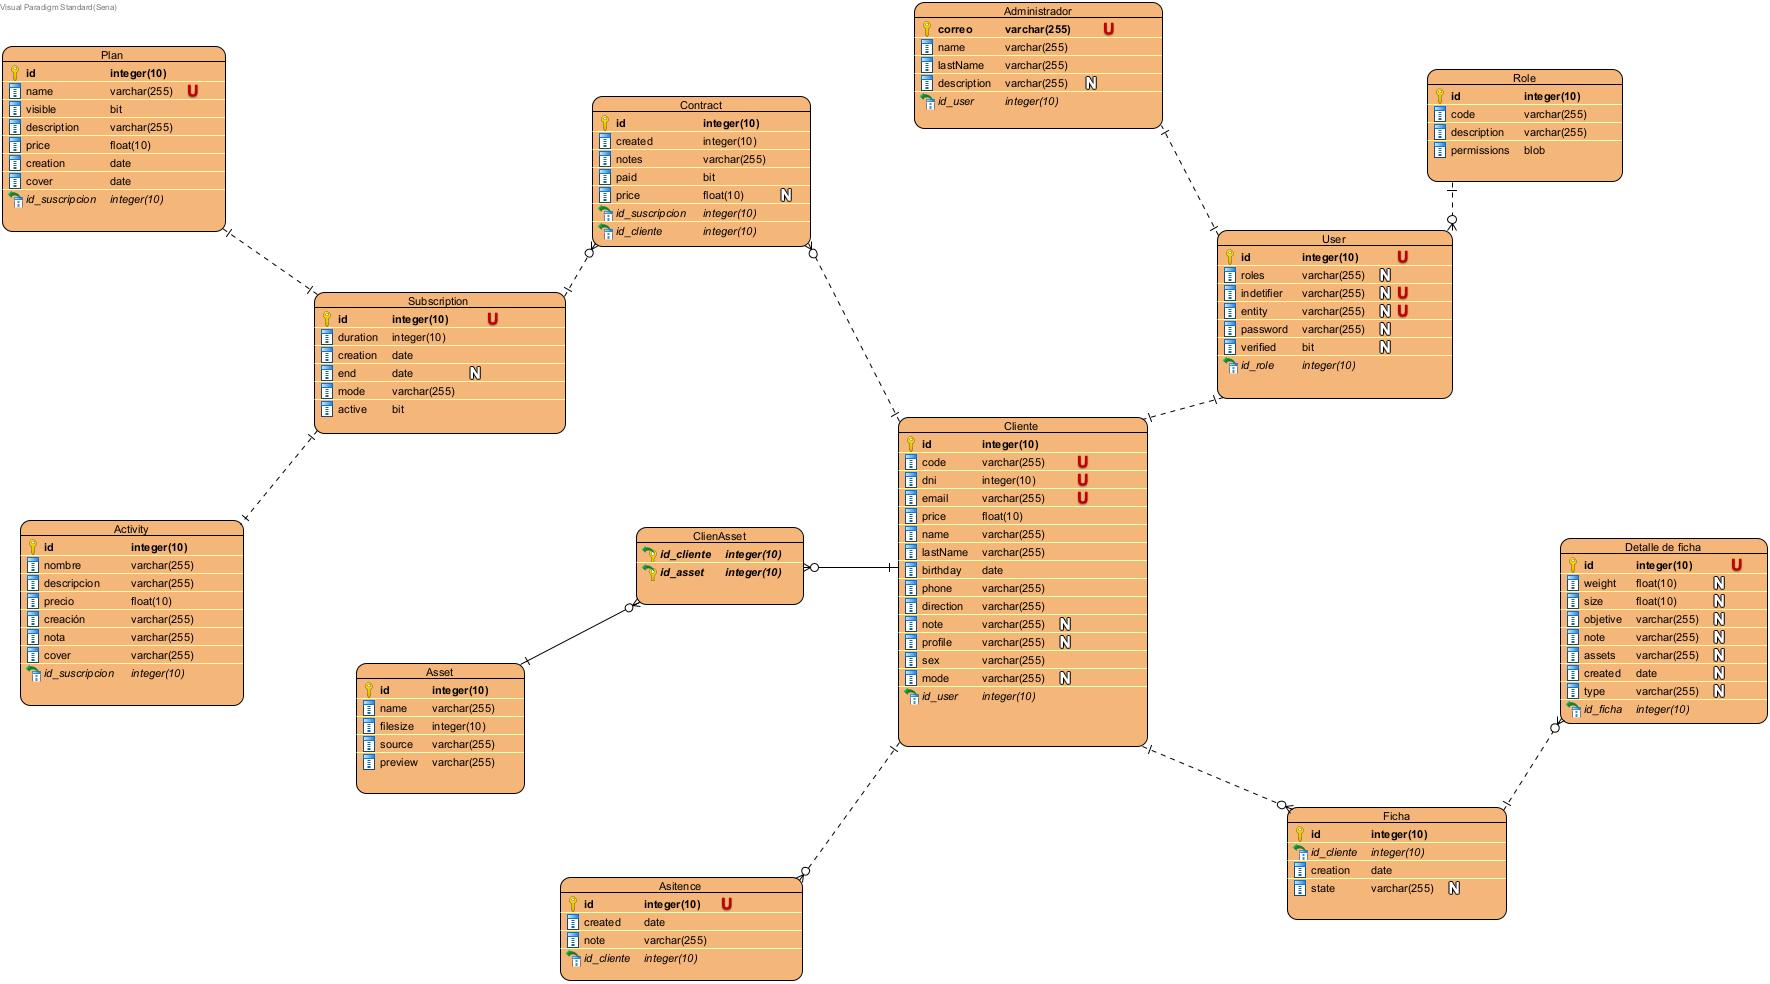 Visual Paradigm Standard(Sena)
Plan
id integer(10)
name varchar(255) U
visible bit
description varchar(255)
price float(10)
creation date
cover date
id_suscripcion integer(10)
Contract
id integer(10)
created integer(10)
notes varchar(255)
paid bit
price float(10) N
id_suscripcion integer(10)
id_cliente integer(10)
Administrador
correo varchar(255) U
name varchar(255)
lastName varchar(255)
description varchar(255) N
id_user integer(10)
Role
id integer(10)
code varchar(255)
description varchar(255)
permissions blob
User
id integer(10) U
roles varchar(255) N
indetifier varchar(255) N U
entity varchar(255) N U
password varchar(255) N
verified bit N
id_role integer(10)
Subscription
id integer(10) U
duration integer(10)
creation date
end date N
mode varchar(255)
active bit
Cliente
id integer(10)
code varchar(255) U
dni integer(10) U
email varchar(255) U
price float(10)
name varchar(255)
lastName varchar(255)
birthday date
phone varchar(255)
direction varchar(255)
note varchar(255) N
profile varchar(255) N
sex varchar(255)
mode varchar(255) N
id_user integer(10)
Activity
id integer(10)
nombre varchar(255)
descripcion varchar(255)
precio float(10)
creación varchar(255)
nota varchar(255)
cover varchar(255)
id_suscripcion integer(10)
ClienAsset
id_cliente integer(10)
id_asset integer(10)
Asset
id integer(10)
name varchar(255)
filesize integer(10)
source varchar(255)
preview varchar(255)
Detalle de ficha
id integer(10) U
weight float(10) N
size float(10) N
objetive varchar(255) N
note varchar(255) N
assets varchar(255) N
created date N
type varchar(255) N
id_ficha integer(10)
Ficha
id integer(10)
id_cliente integer(10)
creation date
state varchar(255) N
Asitence
id integer(10) U
created date
note varchar(255)
id_cliente integer(10)